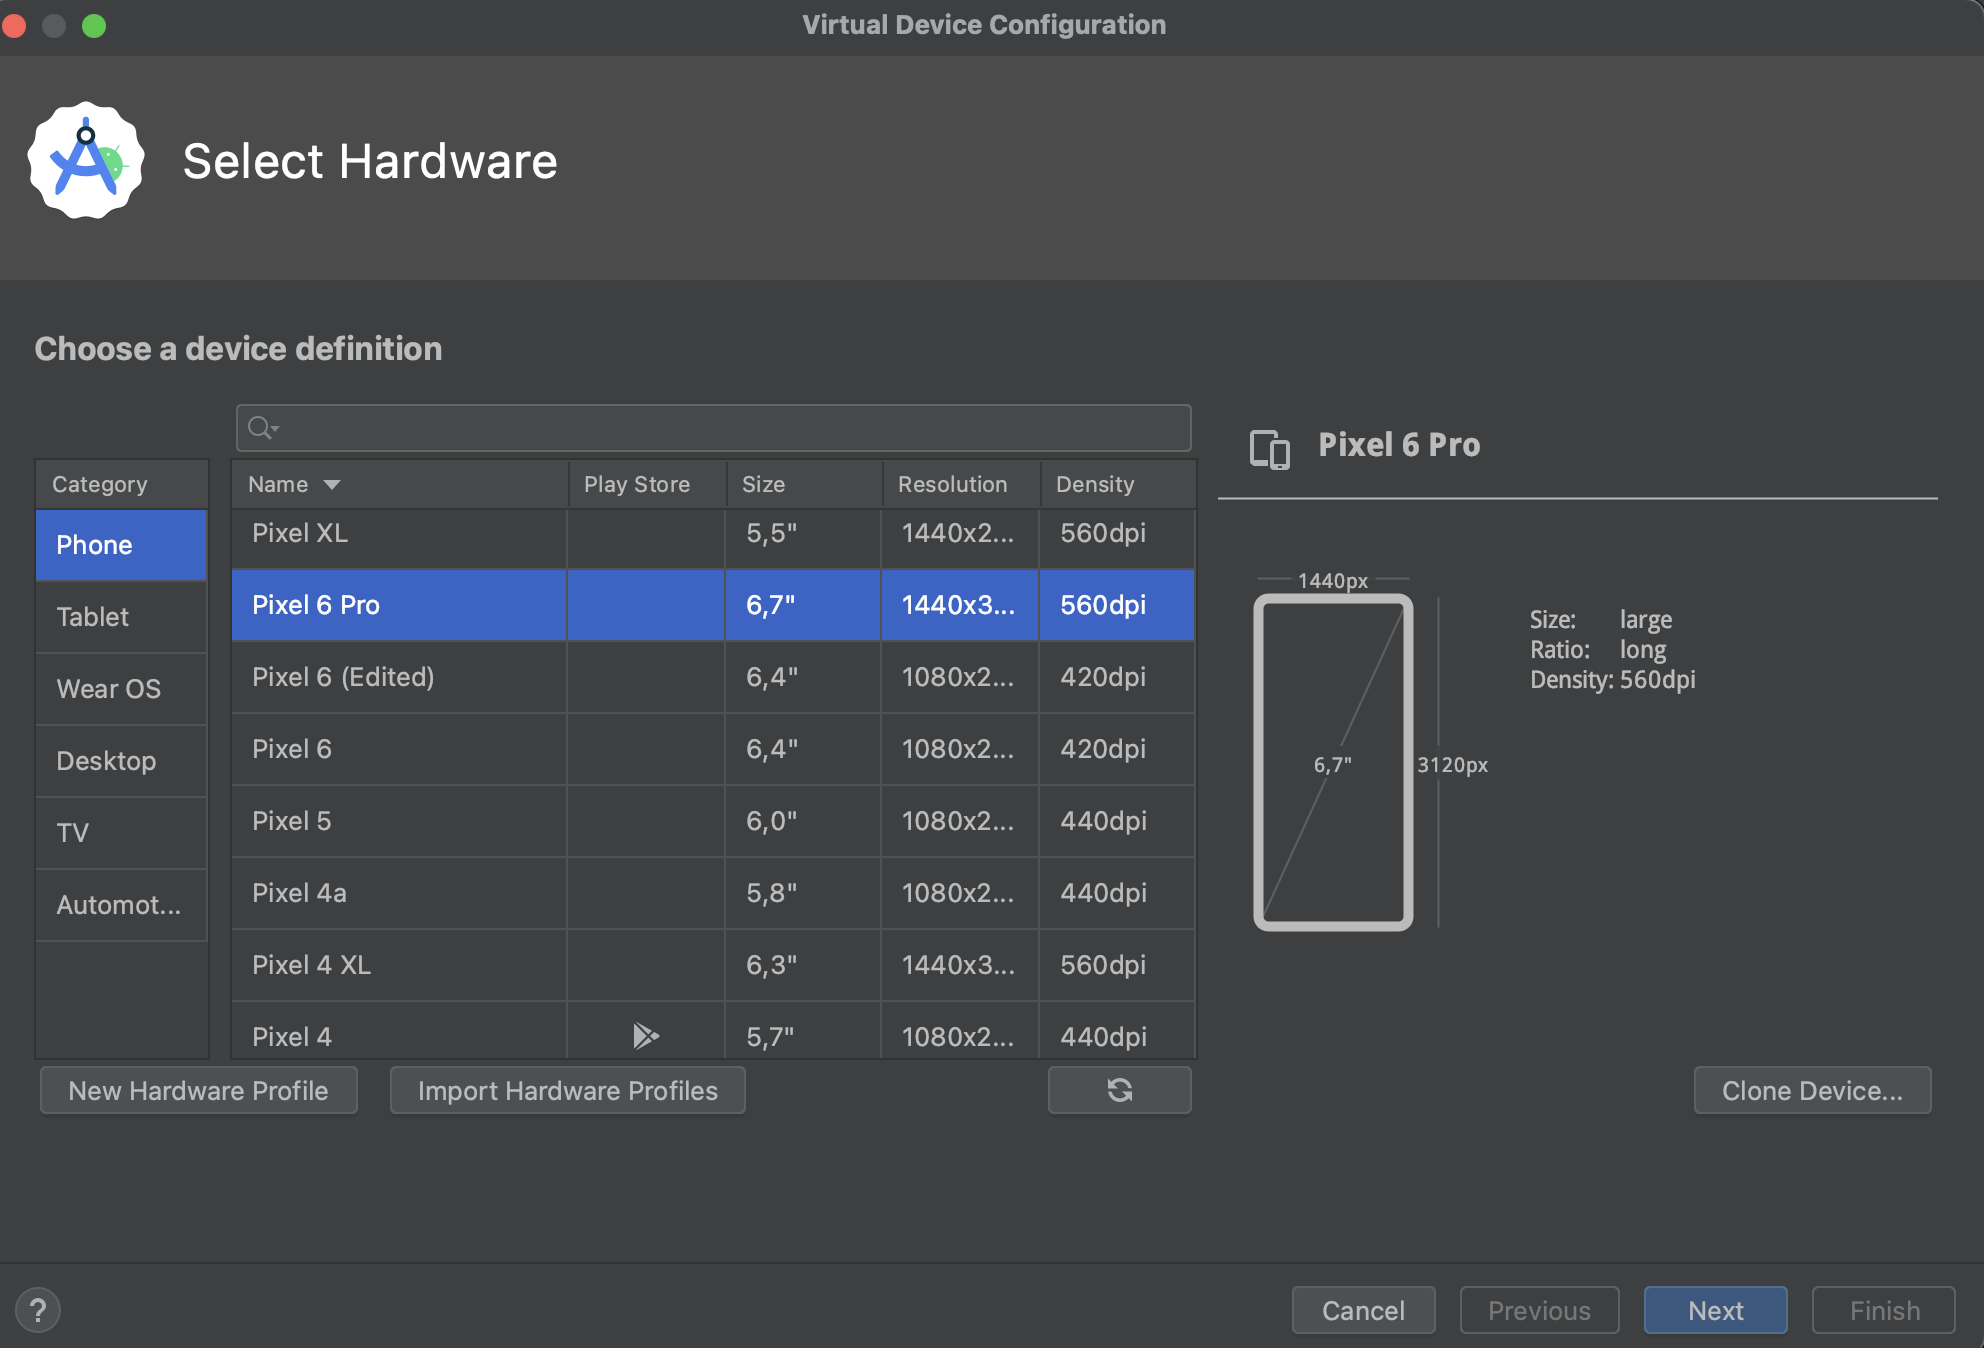 Virtual Device Configuration
Select Hardware
Choose a device definition
Category
Phone
Tablet
Wear OS
Desktop
TV
Automot...
Name Play Store Size Resolution Density
Pixel XL 5,5" 1440x2... 560dpi
Pixel 6 Pro 6,7" 1440x3... 560dpi
Pixel 6 (Edited) 6,4" 1080x2... 420dpi
Pixel 6 6,4" 1080x2... 420dpi
Pixel 5 6,0" 1080x2... 440dpi
Pixel 4a 5,8" 1080x2... 440dpi
Pixel 4 XL 6,3" 1440x3... 560dpi
Pixel 4 5,7" 1080x2... 440dpi
Pixel 6 Pro
1440px
6,7"
3120px
Size: large
Ratio: long
Density: 560dpi
New Hardware Profile Import Hardware Profiles Clone Device...
? Cancel Previous Next Finish